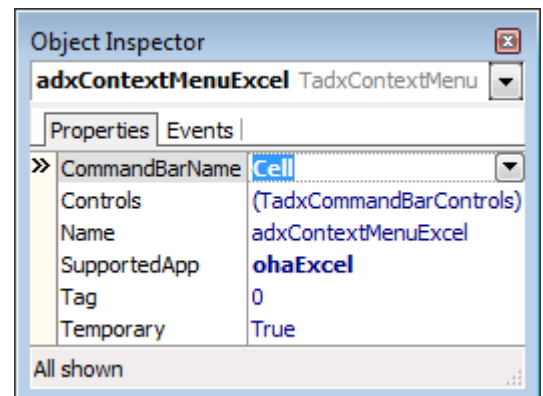 Object Inspector
adxContextMenuExcel TadxContextMenu
Properties Events
CommandBarName Cell
Controls (TadxCommandBarControls)
Name adxContextMenuExcel
SupportedApp ohaExcel
Tag 0
Temporary True
All shown